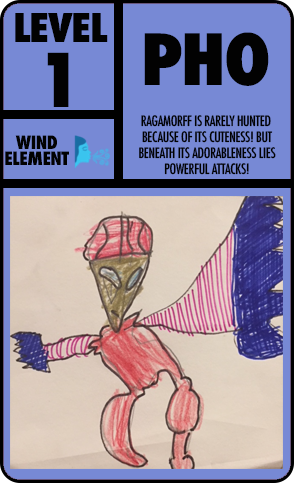 LEVEL
1
WIND
ELEMENT
PHO
RAGAMORFF IS RARELY HUNTED
BECAUSE OF ITS CUTENESS! BUT
BENEATH ITS ADORABLENESS LIES
POWERFUL ATTACKS!